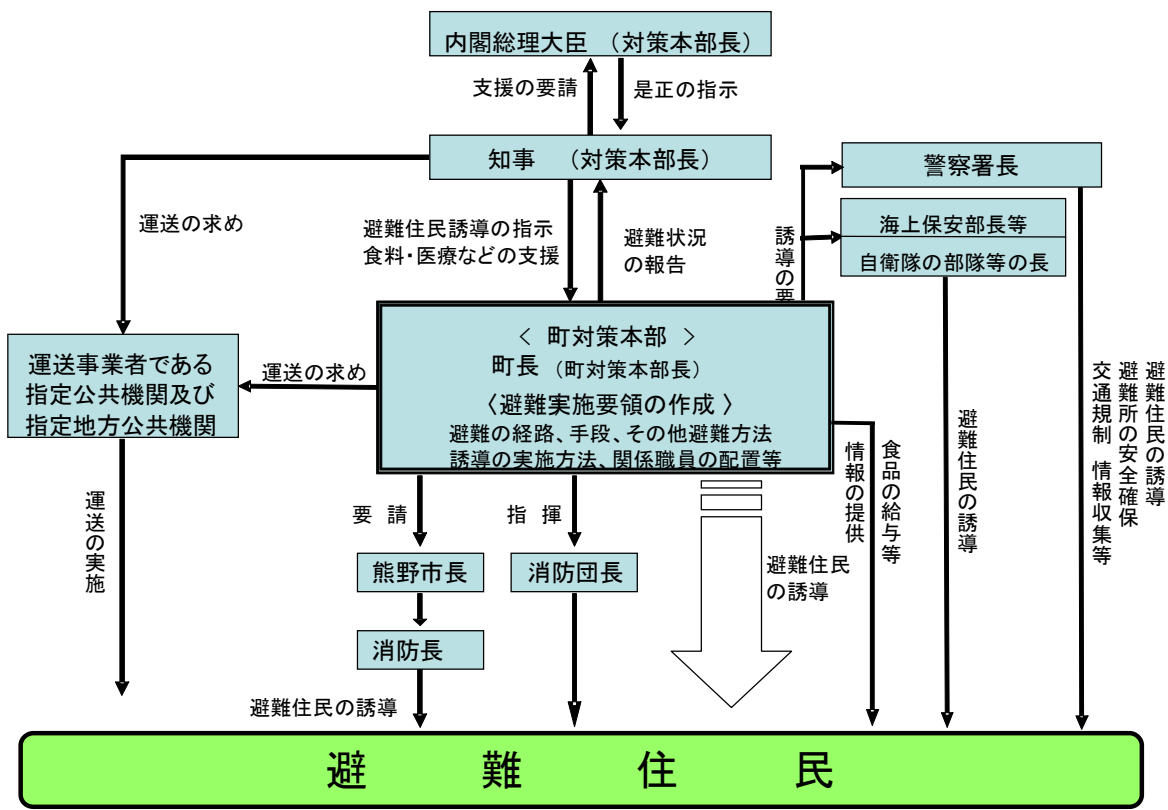 内閣総理大臣 (対策本部長)
支援の要請
是正の指示
知事 (対策本部長)
警察署長
運送の求め
避難住民誘導の指示
食料・医療などの支援
避難状況
の報告
誘導の要
海上保安部長等
自衛隊の部隊等の長
運送事業者である
指定公共機関及び
指定地方公共機関
運送の求め
< 町対策本部 >
町長 (町対策本部長)
〈避難実施要領の作成 〉
避難の経路、手段、その他避難方法
誘導の実施方法、関係職員の配置等
運送の実施
要 請
指 揮
熊野市長
消防団長
消防長
避難住民の誘導
避難住民
の誘導
食品の給与等
情報の提供
避難住民の誘導
避難住民の誘導
避難所の安全確保
交通規制 情報収集等
避 難 住 民